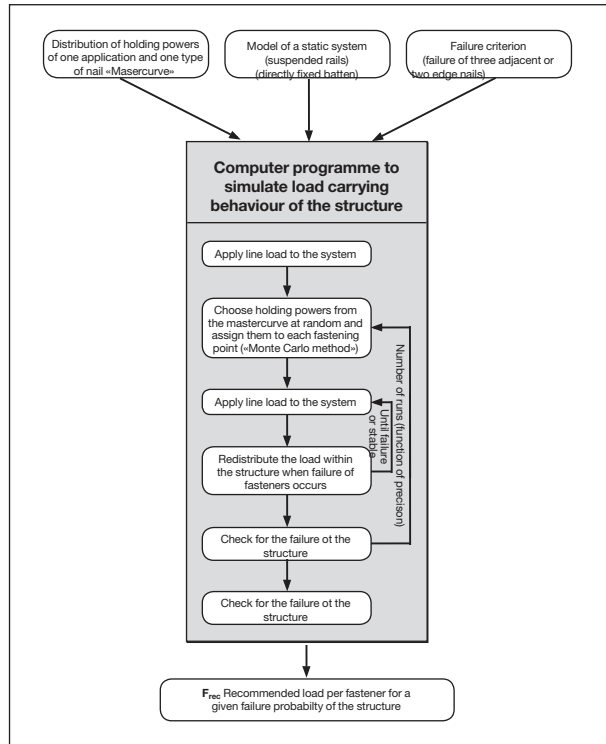 Distribution of holding powers
of one application and one type
of nail «Masercurve»
Model of a static system
(suspended rails)
(directly fixed batten)
Failure criterion
(failure of three adjacent or
two edge nails)
Computer programme to
simulate load carrying
behaviour of the structure
Apply line load to the system
Choose holding powers from
the mastercurve at random and
assign them to each fastening
point («Monte Carlo method»)
Apply line load to the system
Until failure
or stable
Number of runs (function of precison)
Redistribute the load within
the structure when failure of
fasteners occurs
Check for the failure ot the
structure
Check for the failure ot the
structure
Frec Recommended load per fastener for a
given failure probabilty of the structure